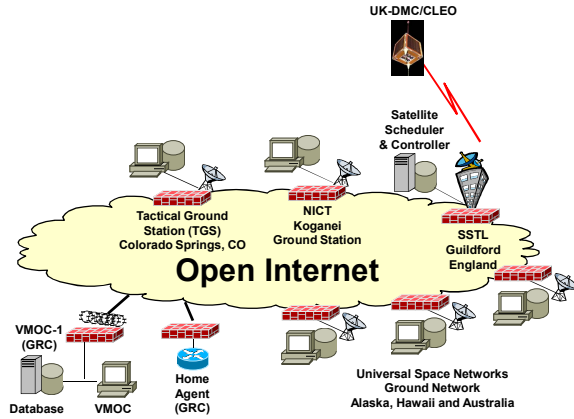 UK-DMC/CLEO
Satellite
Scheduler
& Controller
Tactical Ground
Station (TGS)
Colorado Springs, CO
NICT
Koganei
Ground Station
SSTL
Guildford
England
Open Internet
VMOC-1
(GRC)
Database
VMOC
Home
Agent
(GRC)
Universal Space Networks
Ground Network
Alaska, Hawaii and Australia